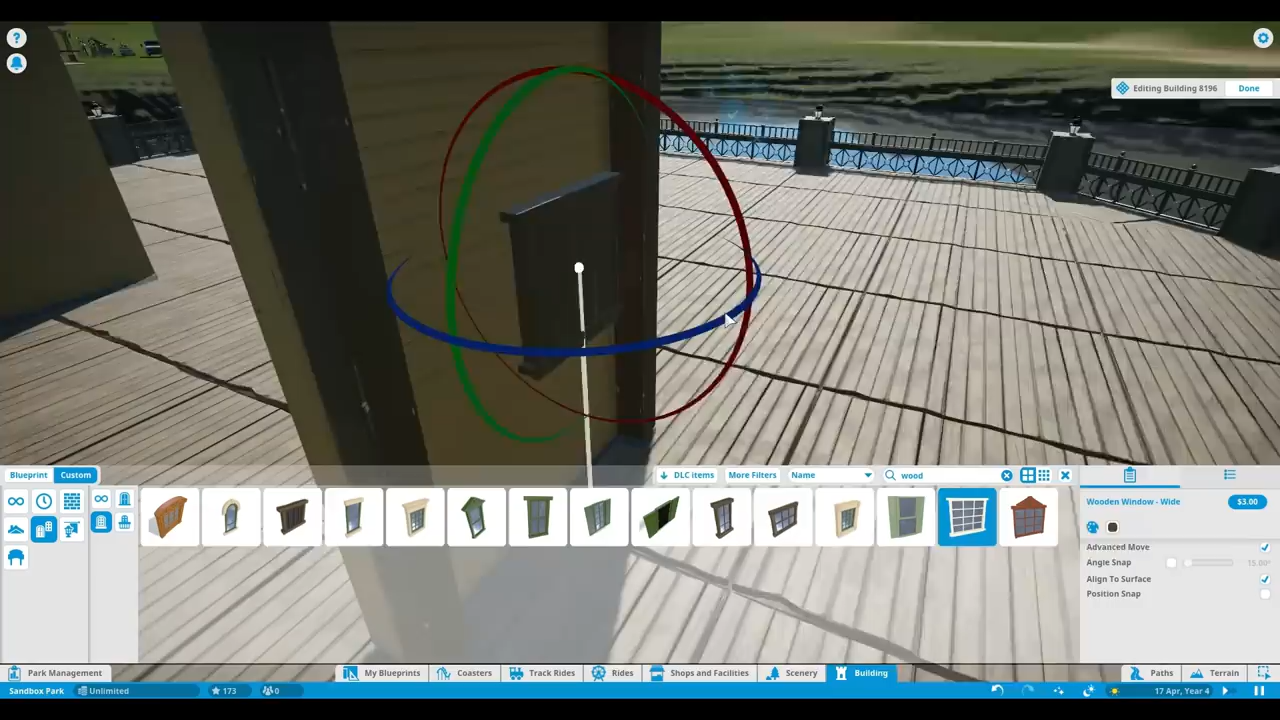 ?
Editing Building 8196 Done
Blueprint Custom DLC items More Filters Name wood
Wooden Window - Wide $3.00
Advanced Move
Angle Snap 15.00°
Align To Surface
Position Snap
Park Management My Blueprints Coasters Track Rides Rides Shops and Facilities Scenery Building Paths Terrain
Sandbox Park Unlimited 173 0 17 Apr, Year 4